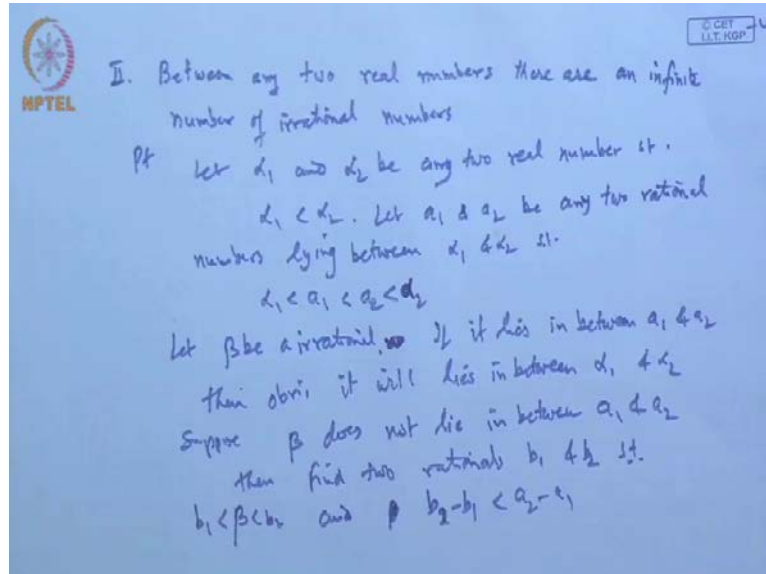 © CET
I.I.T. KGP
NPTEL
II. Between any two real numbers there are an infinite
number of irrational numbers
Pf Let α₁ and α₂ be any two real number st.
α₁ < α₂. Let a₁ & a₂ be any two rational
numbers lying between α₁ & α₂ st.
α₁ < a₁ < a₂ < α₂
Let β be a irrational, If it lies in between a₁ & a₂
then obvi, it will lies in between α₁ & α₂
Suppose β does not lie in between a₁ & a₂
then find two rationals b₁ & b₂ st.
b₁ < β < b₂ and b₂ - b₁ < a₂ - a₁